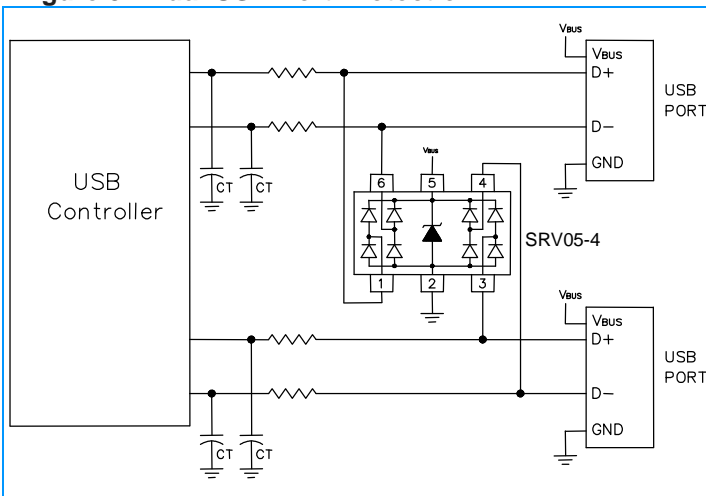 VBUS
VBUS
D+
D−
GND
USB
PORT
CT
CT
USB
Controller
VBUS
6
5
4
SRV05-4
1
2
3
VBUS
VBUS
D+
D−
GND
USB
PORT
CT
CT